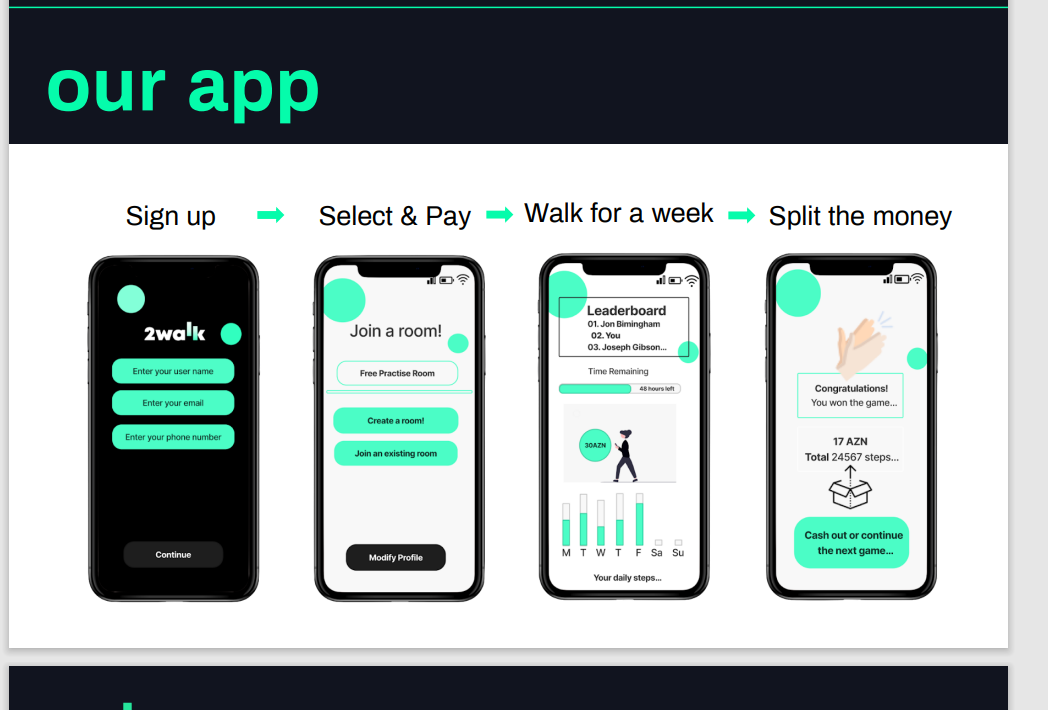 our app
Sign up
Select & Pay
Walk for a week
Split the money
2walk
Enter your user name
Enter your email
Enter your phone number
Continue
Join a room!
Free Practise Room
Create a room!
Join an existing room
Modify Profile
Leaderboard
01. Jon Bimingham
02. You
03. Joseph Gibson...
Time Remaining
48 hours left
30AZN
M T W T F Sa Su
Your daily steps...
Congratulations!
You won the game...
17 AZN
Total 24567 steps...
Cash out or continue
the next game...